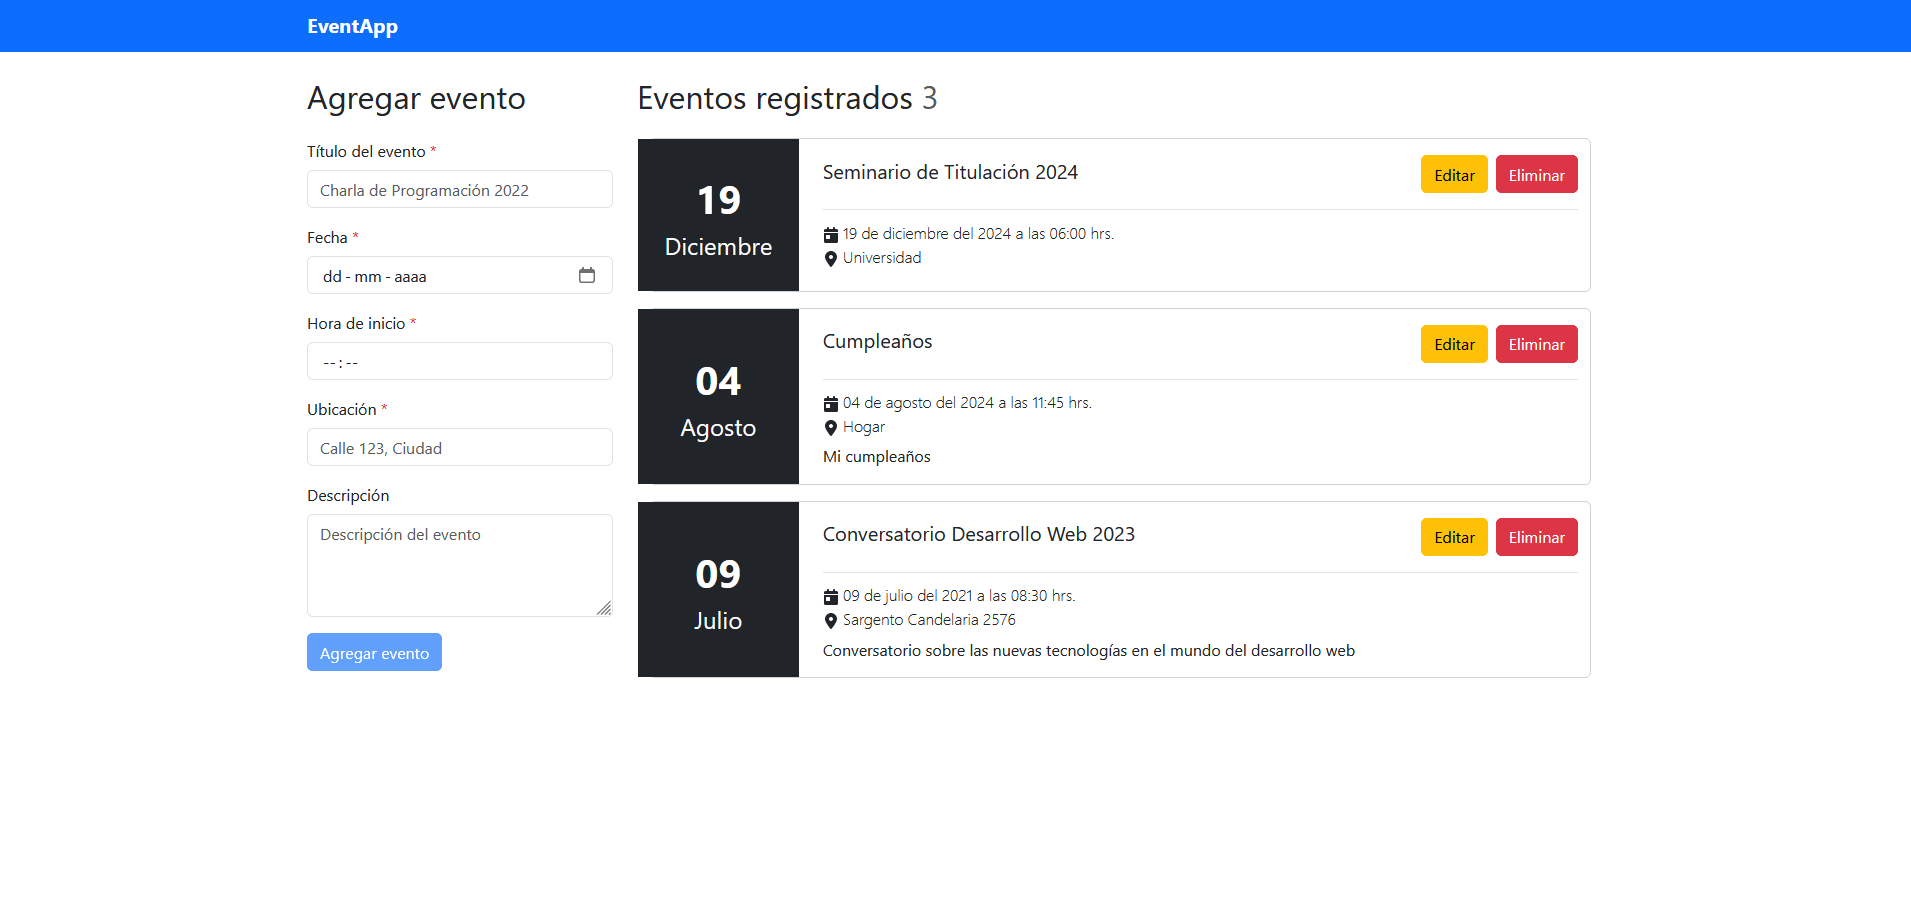 EventApp
Agregar evento
Título del evento *
Charla de Programación 2022
Fecha *
dd - mm - aaaa
Hora de inicio *
-- : --
Ubicación *
Calle 123, Ciudad
Descripción
Descripción del evento
Agregar evento
Eventos registrados 3
19
Diciembre
Seminario de Titulación 2024
Editar
Eliminar
19 de diciembre del 2024 a las 06:00 hrs.
Universidad
04
Agosto
Cumpleaños
Editar
Eliminar
04 de agosto del 2024 a las 11:45 hrs.
Hogar
Mi cumpleaños
09
Julio
Conversatorio Desarrollo Web 2023
Editar
Eliminar
09 de julio del 2021 a las 08:30 hrs.
Sargento Candelaria 2576
Conversatorio sobre las nuevas tecnologías en el mundo del desarrollo web